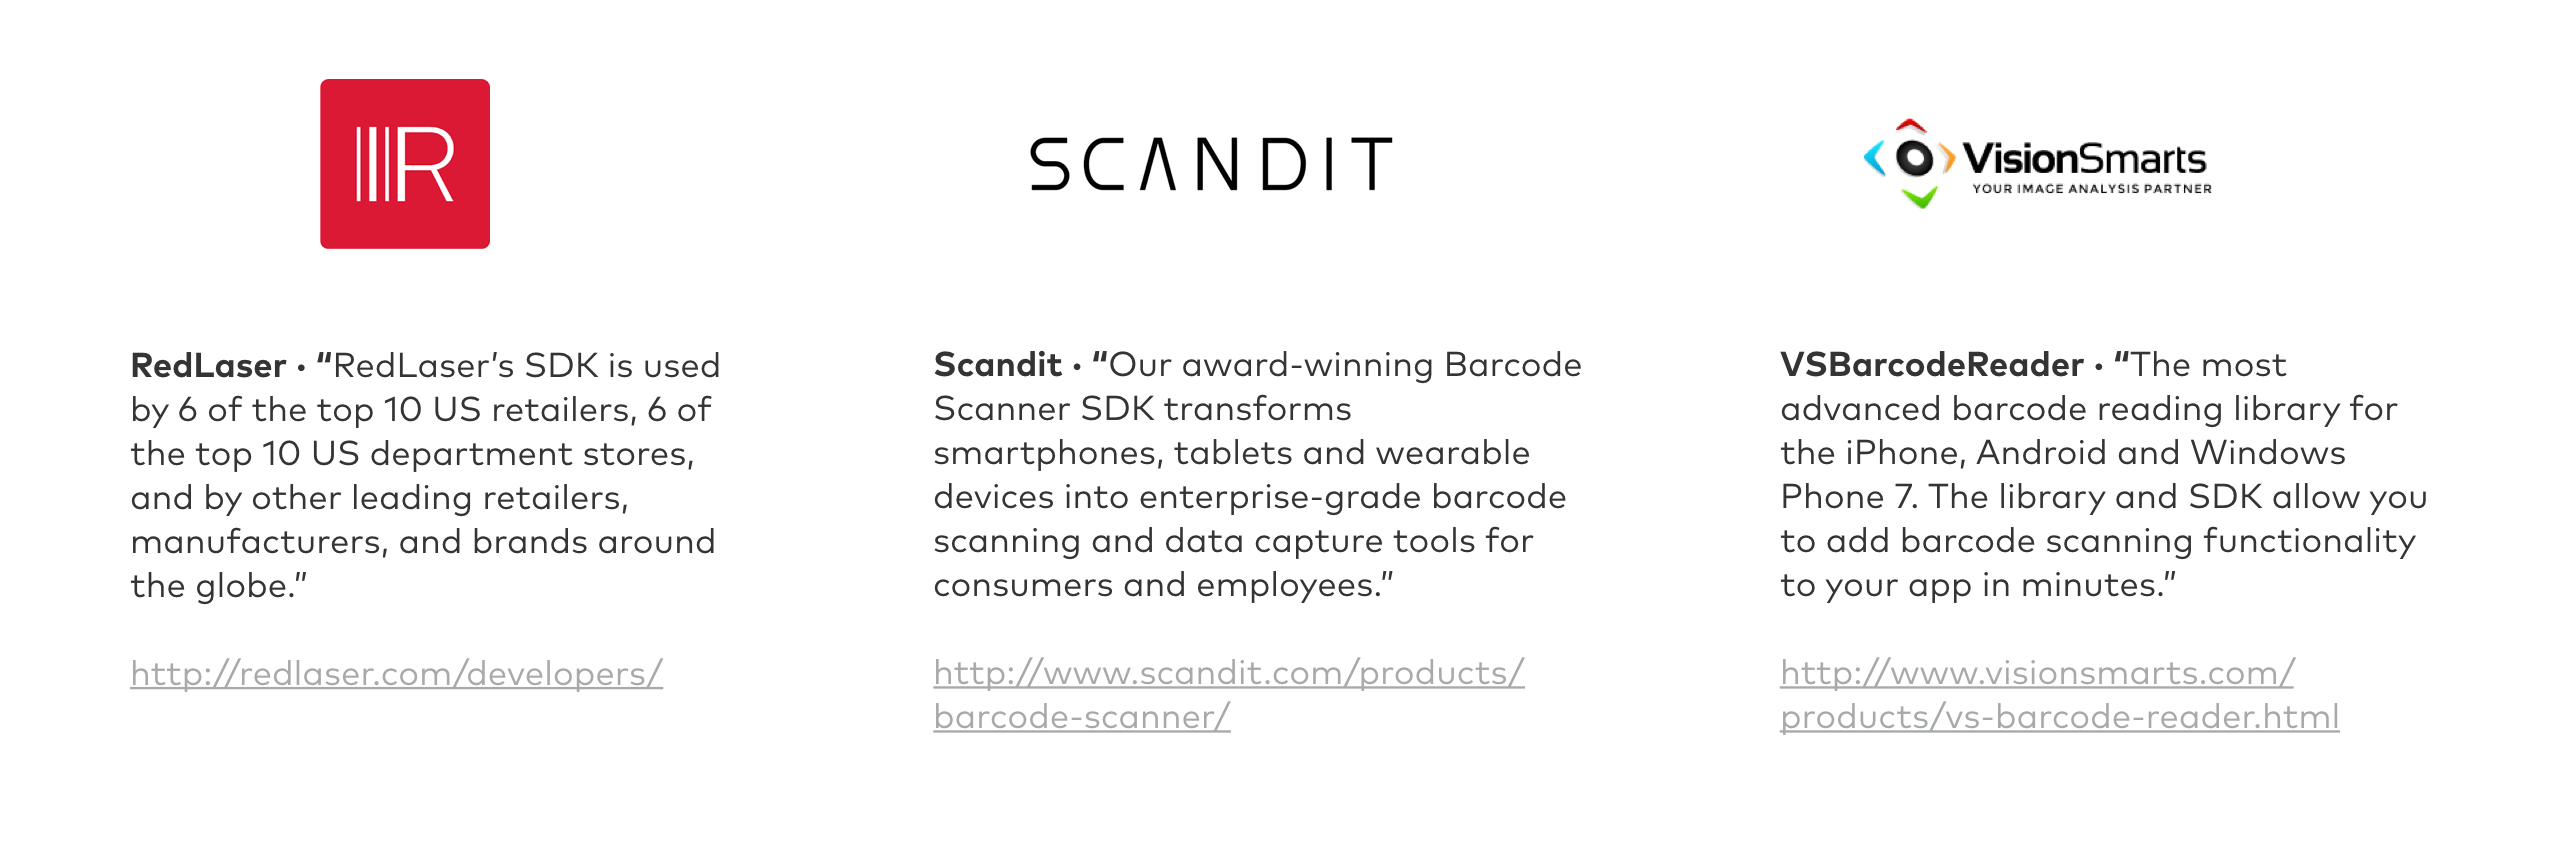 R
SCANDIT
VisionSmarts
YOUR IMAGE ANALYSIS PARTNER
RedLaser · “RedLaser’s SDK is used
by 6 of the top 10 US retailers, 6 of
the top 10 US department stores,
and by other leading retailers,
manufacturers, and brands around
the globe.”
http://redlaser.com/developers/
Scandit · “Our award-winning Barcode
Scanner SDK transforms
smartphones, tablets and wearable
devices into enterprise-grade barcode
scanning and data capture tools for
consumers and employees.”
http://www.scandit.com/products/
barcode-scanner/
VSBarcodeReader · “The most
advanced barcode reading library for
the iPhone, Android and Windows
Phone 7. The library and SDK allow you
to add barcode scanning functionality
to your app in minutes.”
http://www.visionsmarts.com/
products/vs-barcode-reader.html